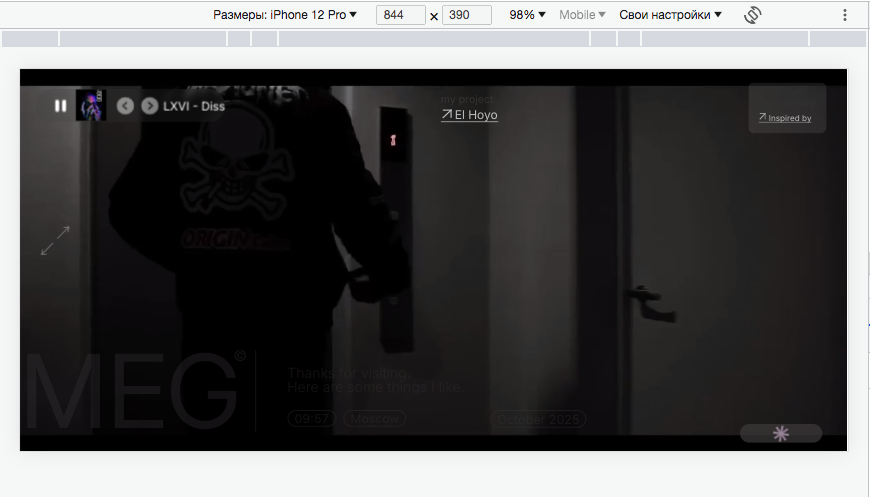 Размеры: iPhone 12 Pro ▼ 844 × 390 98% ▼ Mobile ▼ Свои настройки ▼
LXVI - Diss
my project
El Hoyo
Inspired by
ORIGIN
MEG©
Thanks for visiting.
Here are some things I like.
09:57 Moscow October 2025